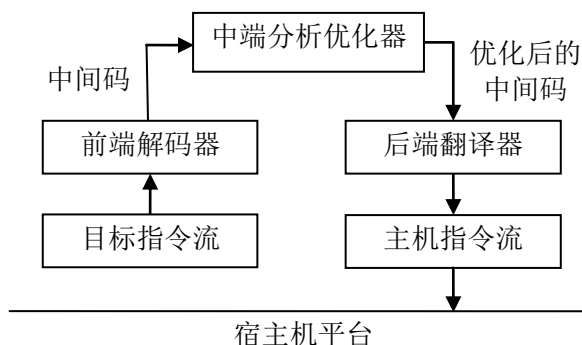 中端分析优化器
中间码
优化后的
中间码
前端解码器
后端翻译器
目标指令流
主机指令流
宿主机平台